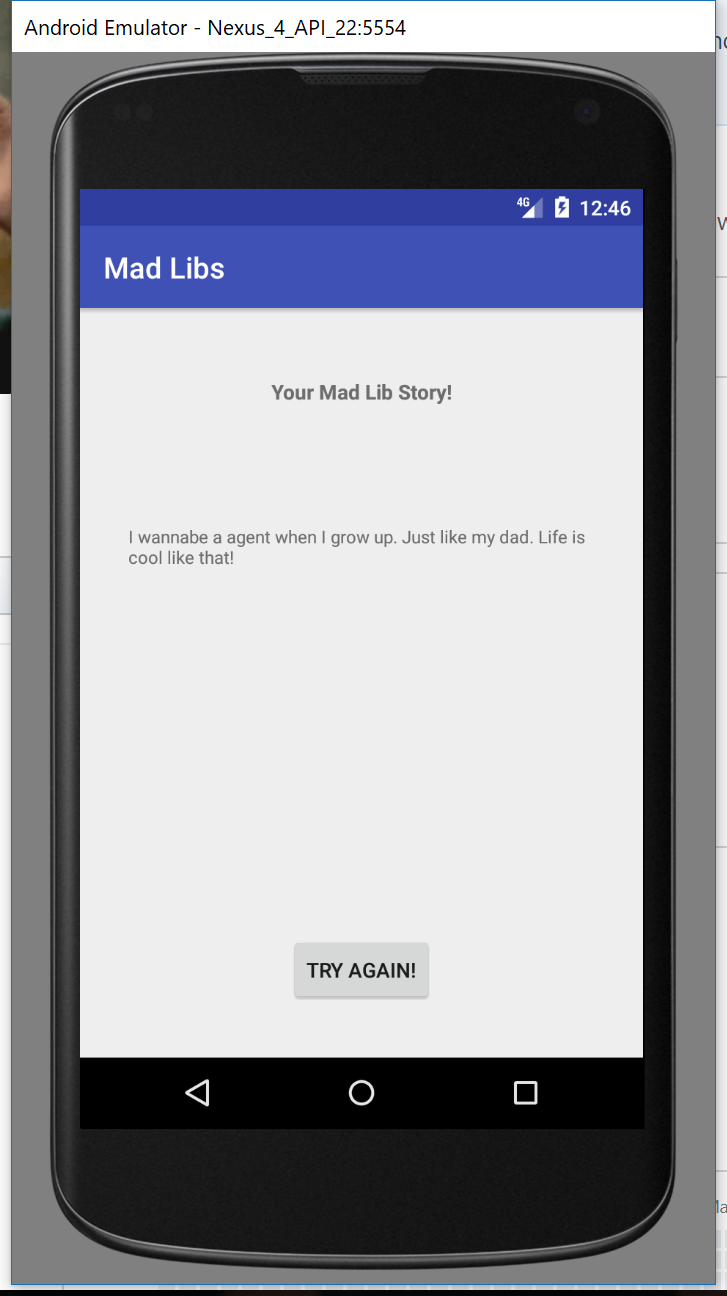 Android Emulator - Nexus_4_API_22:5554
4G 12:46
Mad Libs
Your Mad Lib Story!
I wannabe a agent when I grow up. Just like my dad. Life is
cool like that!
TRY AGAIN!